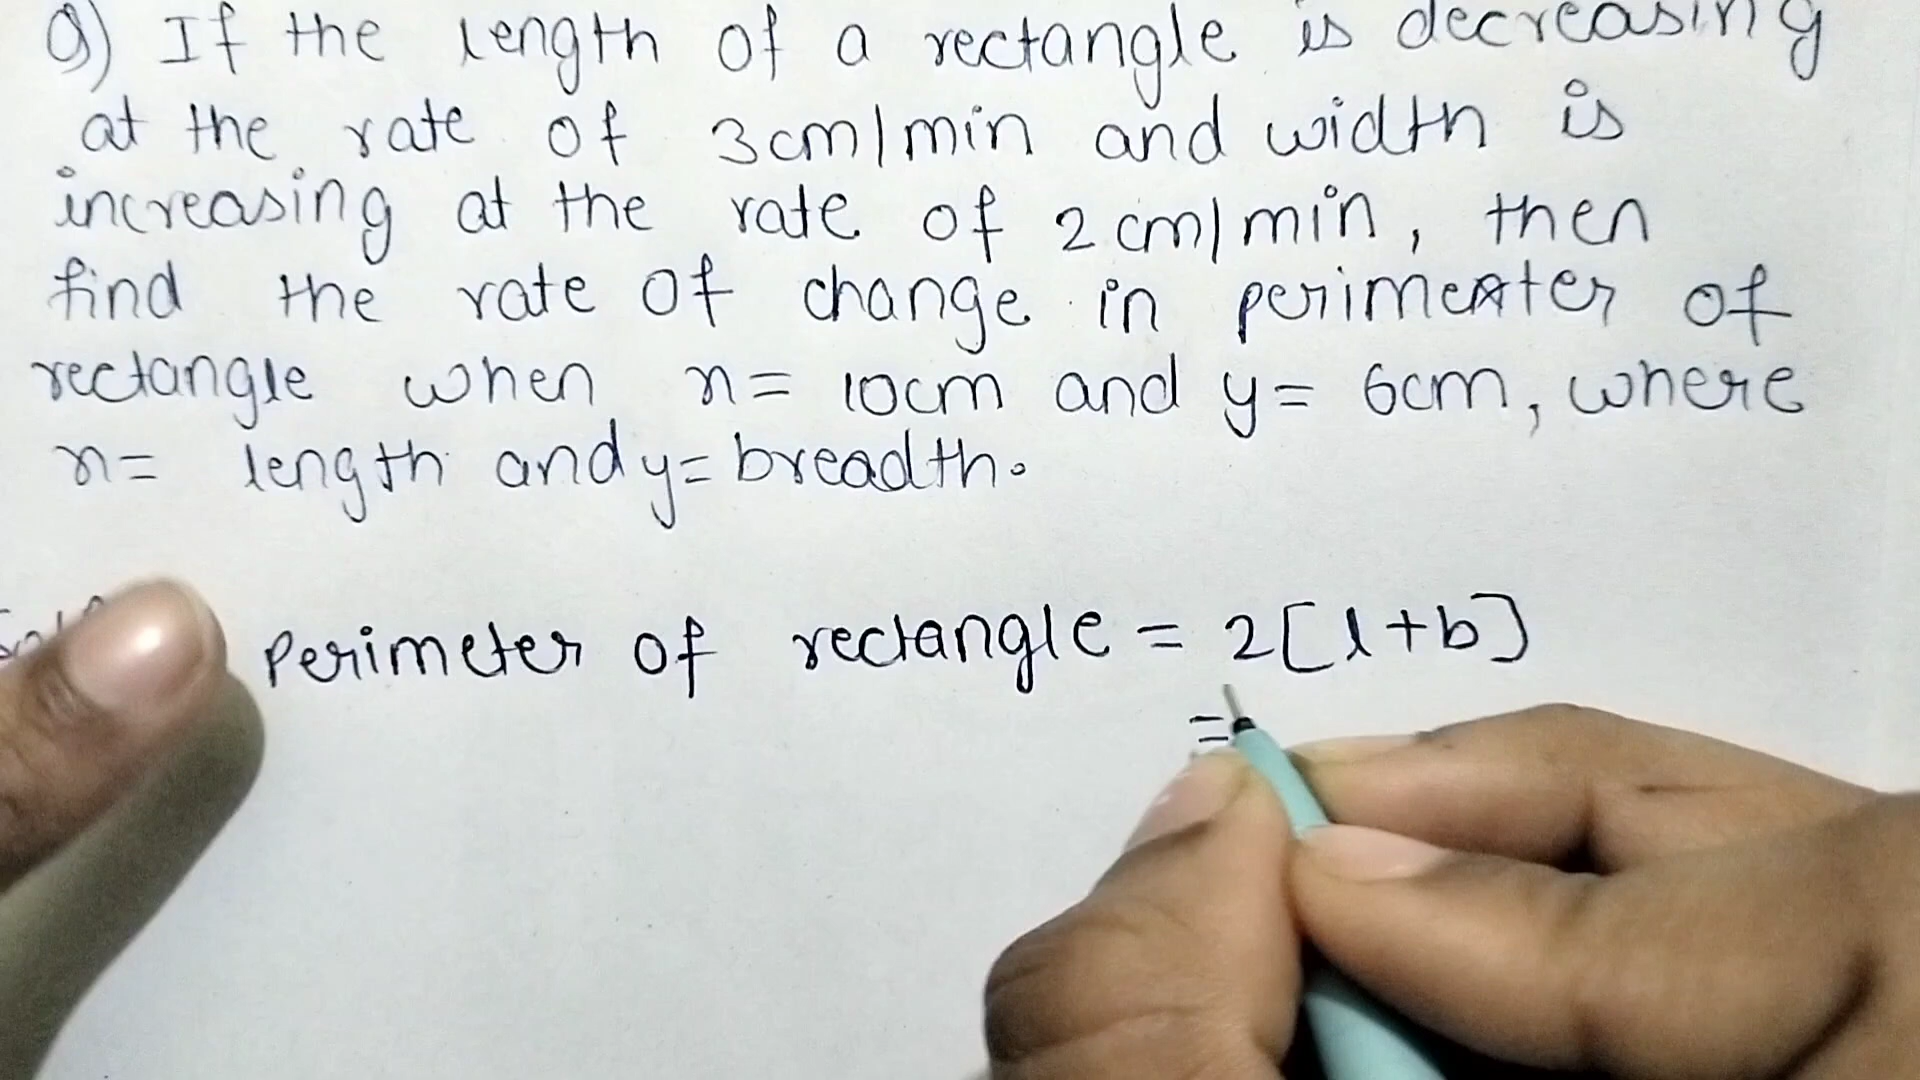 Q) If the length of a rectangle is decreasing
at the rate of 3cm/min and width is
increasing at the rate of 2cm/min, then
find the rate of change in perimeter of
rectangle when x= 10cm and y= 6cm, where
x= length and y= breadth.
Perimeter of rectangle = 2[l+b]
=